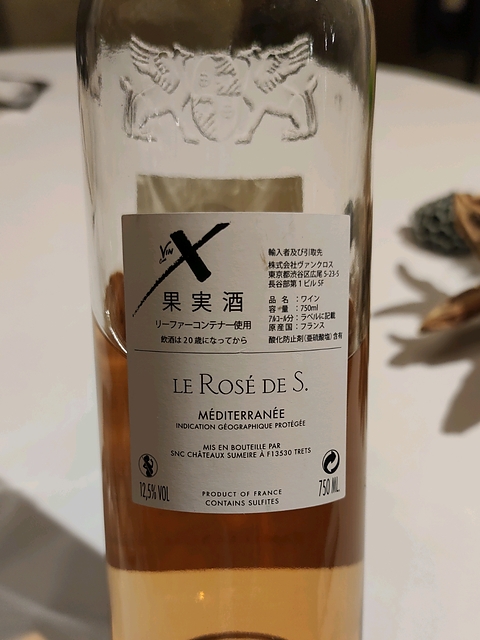 Vin
X
果実酒
リーファーコンテナー使用
飲酒は20歳になってから
輸入者及び引取先
株式会社ヴァンクロス
東京都渋谷区広尾5-23-5
長谷部第1ビル5F
品名:ワイン
容量:750ml
アルコール分:ラベルに記載
原産国:フランス
酸化防止剤(亜硫酸塩)含有
LE ROSÉ DE S.
MÉDITERRANÉE
INDICATION GÉOGRAPHIQUE PROTÉGÉE
MIS EN BOUTEILLE PAR
SNC CHÂTEAUX SUMEIRE À F13530 TRETS
12,5% VOL
750 ML
PRODUCT OF FRANCE
CONTAINS SULFITES